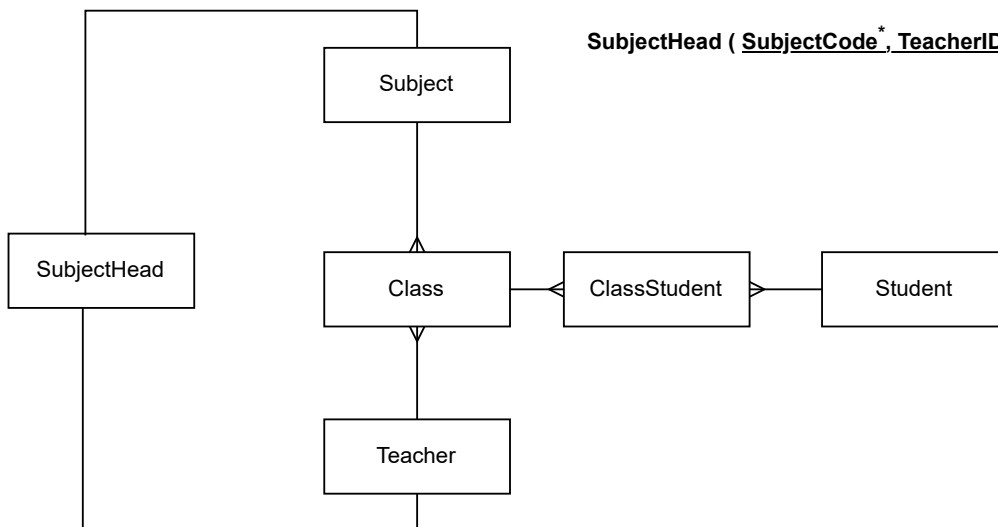 SubjectHead ( SubjectCode*, TeacherID
Subject
SubjectHead
Class
ClassStudent
Student
Teacher